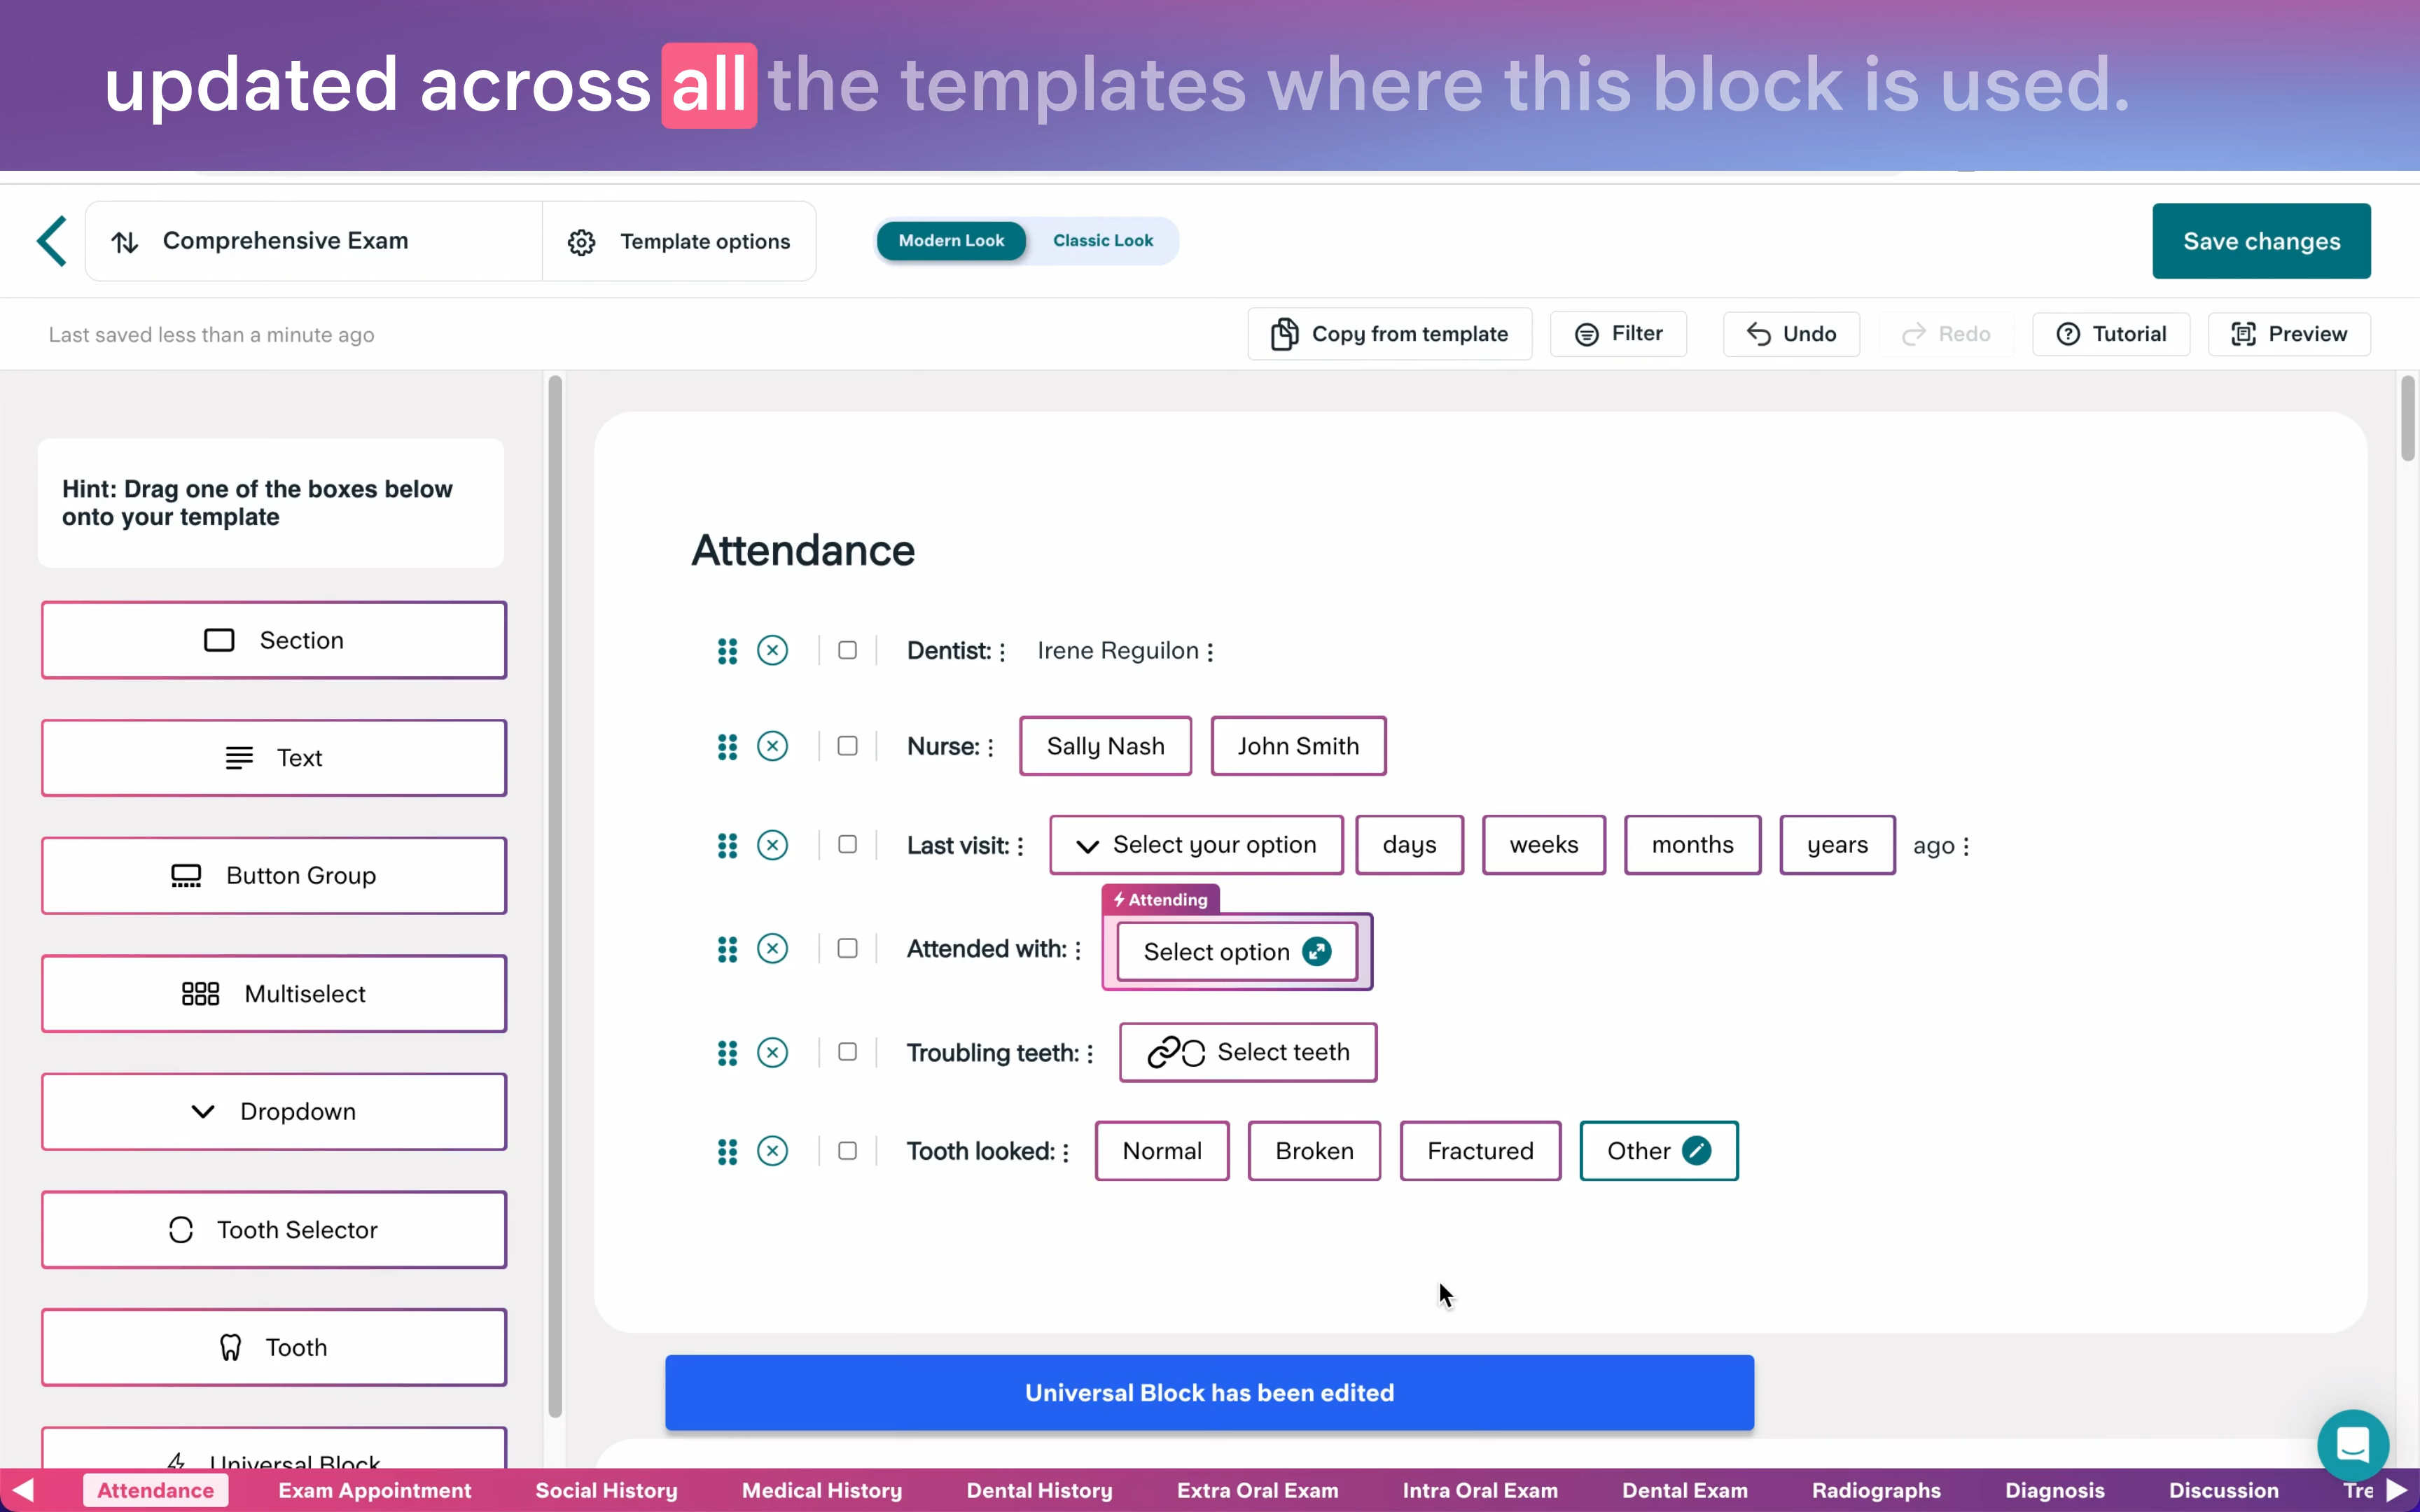 updated across all the templates where this block is used.
Comprehensive Exam
Template options
Modern Look
Classic Look
Save changes
Last saved less than a minute ago
Copy from template
Filter
Undo
Redo
Tutorial
Preview
Hint: Drag one of the boxes below
onto your template
Section
Text
Button Group
Multiselect
Dropdown
Tooth Selector
Tooth
Universal Block
Attendance
Dentist: Irene Reguilon
Nurse: Sally Nash John Smith
Last visit: Select your option days weeks months years ago
Attending
Attended with: Select option
Troubling teeth: Select teeth
Tooth looked: Normal Broken Fractured Other
Universal Block has been edited
Attendance Exam Appointment Social History Medical History Dental History Extra Oral Exam Intra Oral Exam Dental Exam Radiographs Diagnosis Discussion Tre